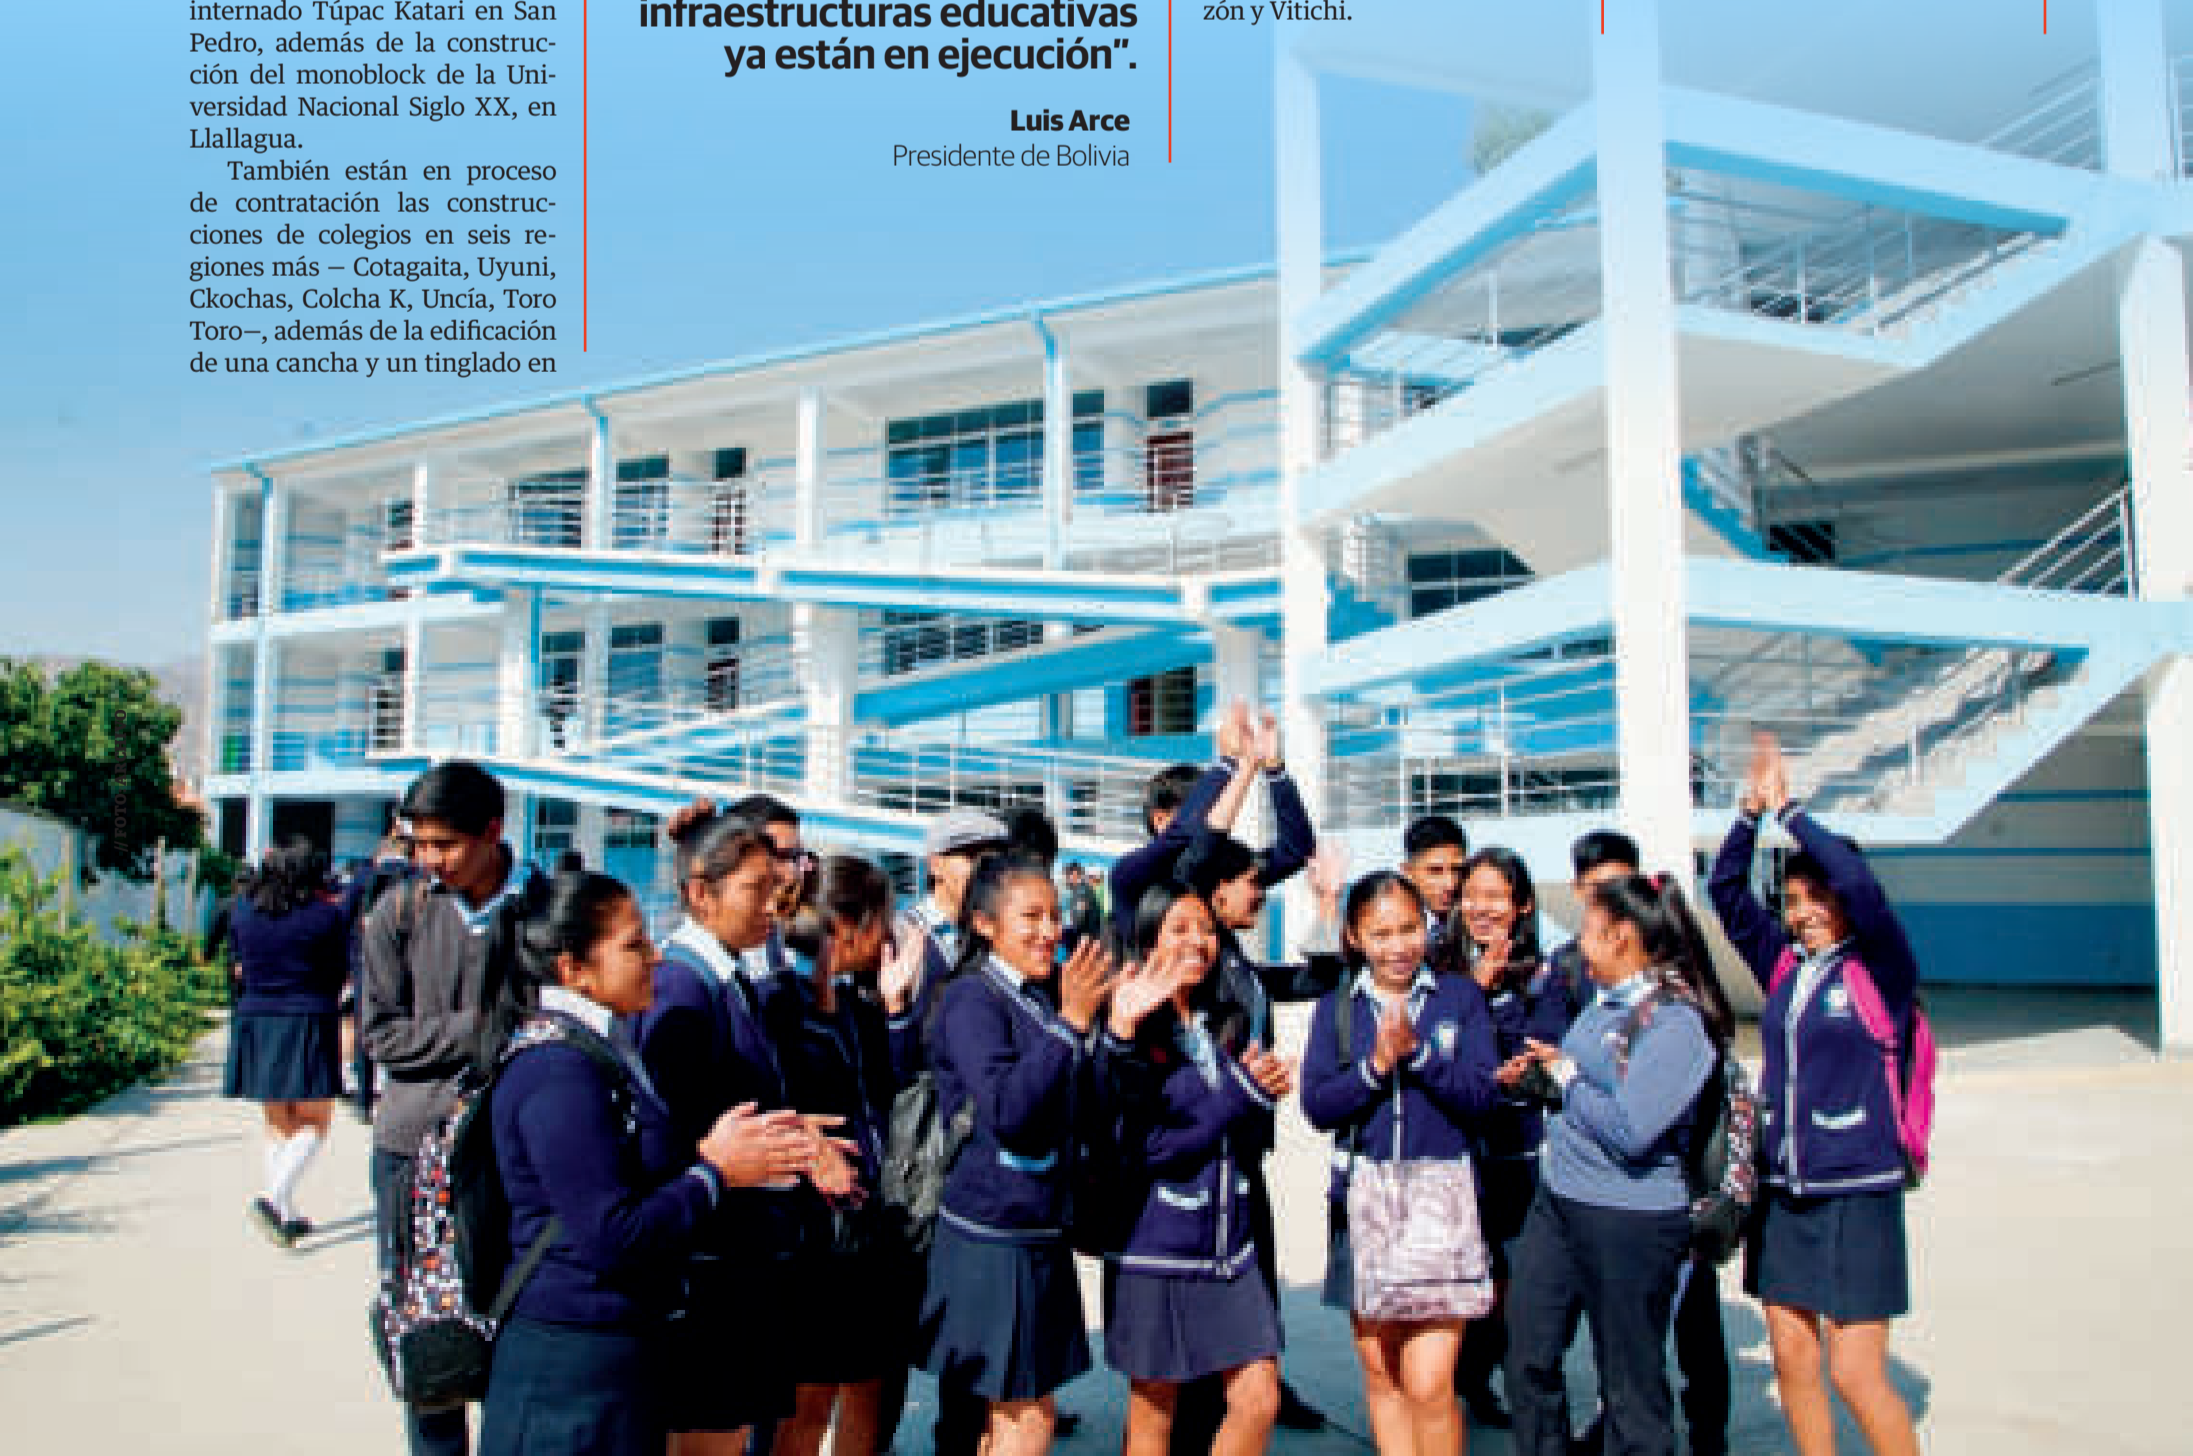 internado Túpac Katari en San
Pedro, además de la construc-
ción del monoblock de la Uni-
versidad Nacional Siglo XX, en
Llallagua.
También están en proceso
de contratación las construc-
ciones de colegios en seis re-
giones más — Cotagaita, Uyuni,
Ckochas, Colcha K, Uncía, Toro
Toro—, además de la edificación
de una cancha y un tinglado en
infraestructuras educativas
ya están en ejecución”.
Luis Arce
Presidente de Bolivia
zón y Vitichi.